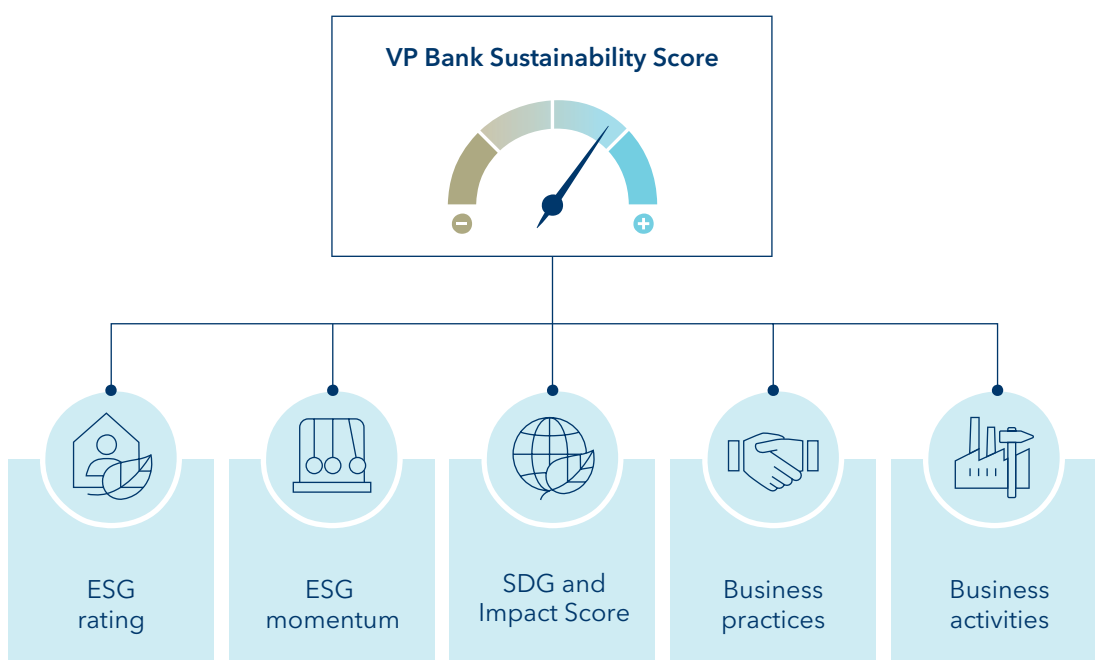 VP Bank Sustainability Score
ESG
rating
ESG
momentum
SDG and
Impact Score
Business
practices
Business
activities